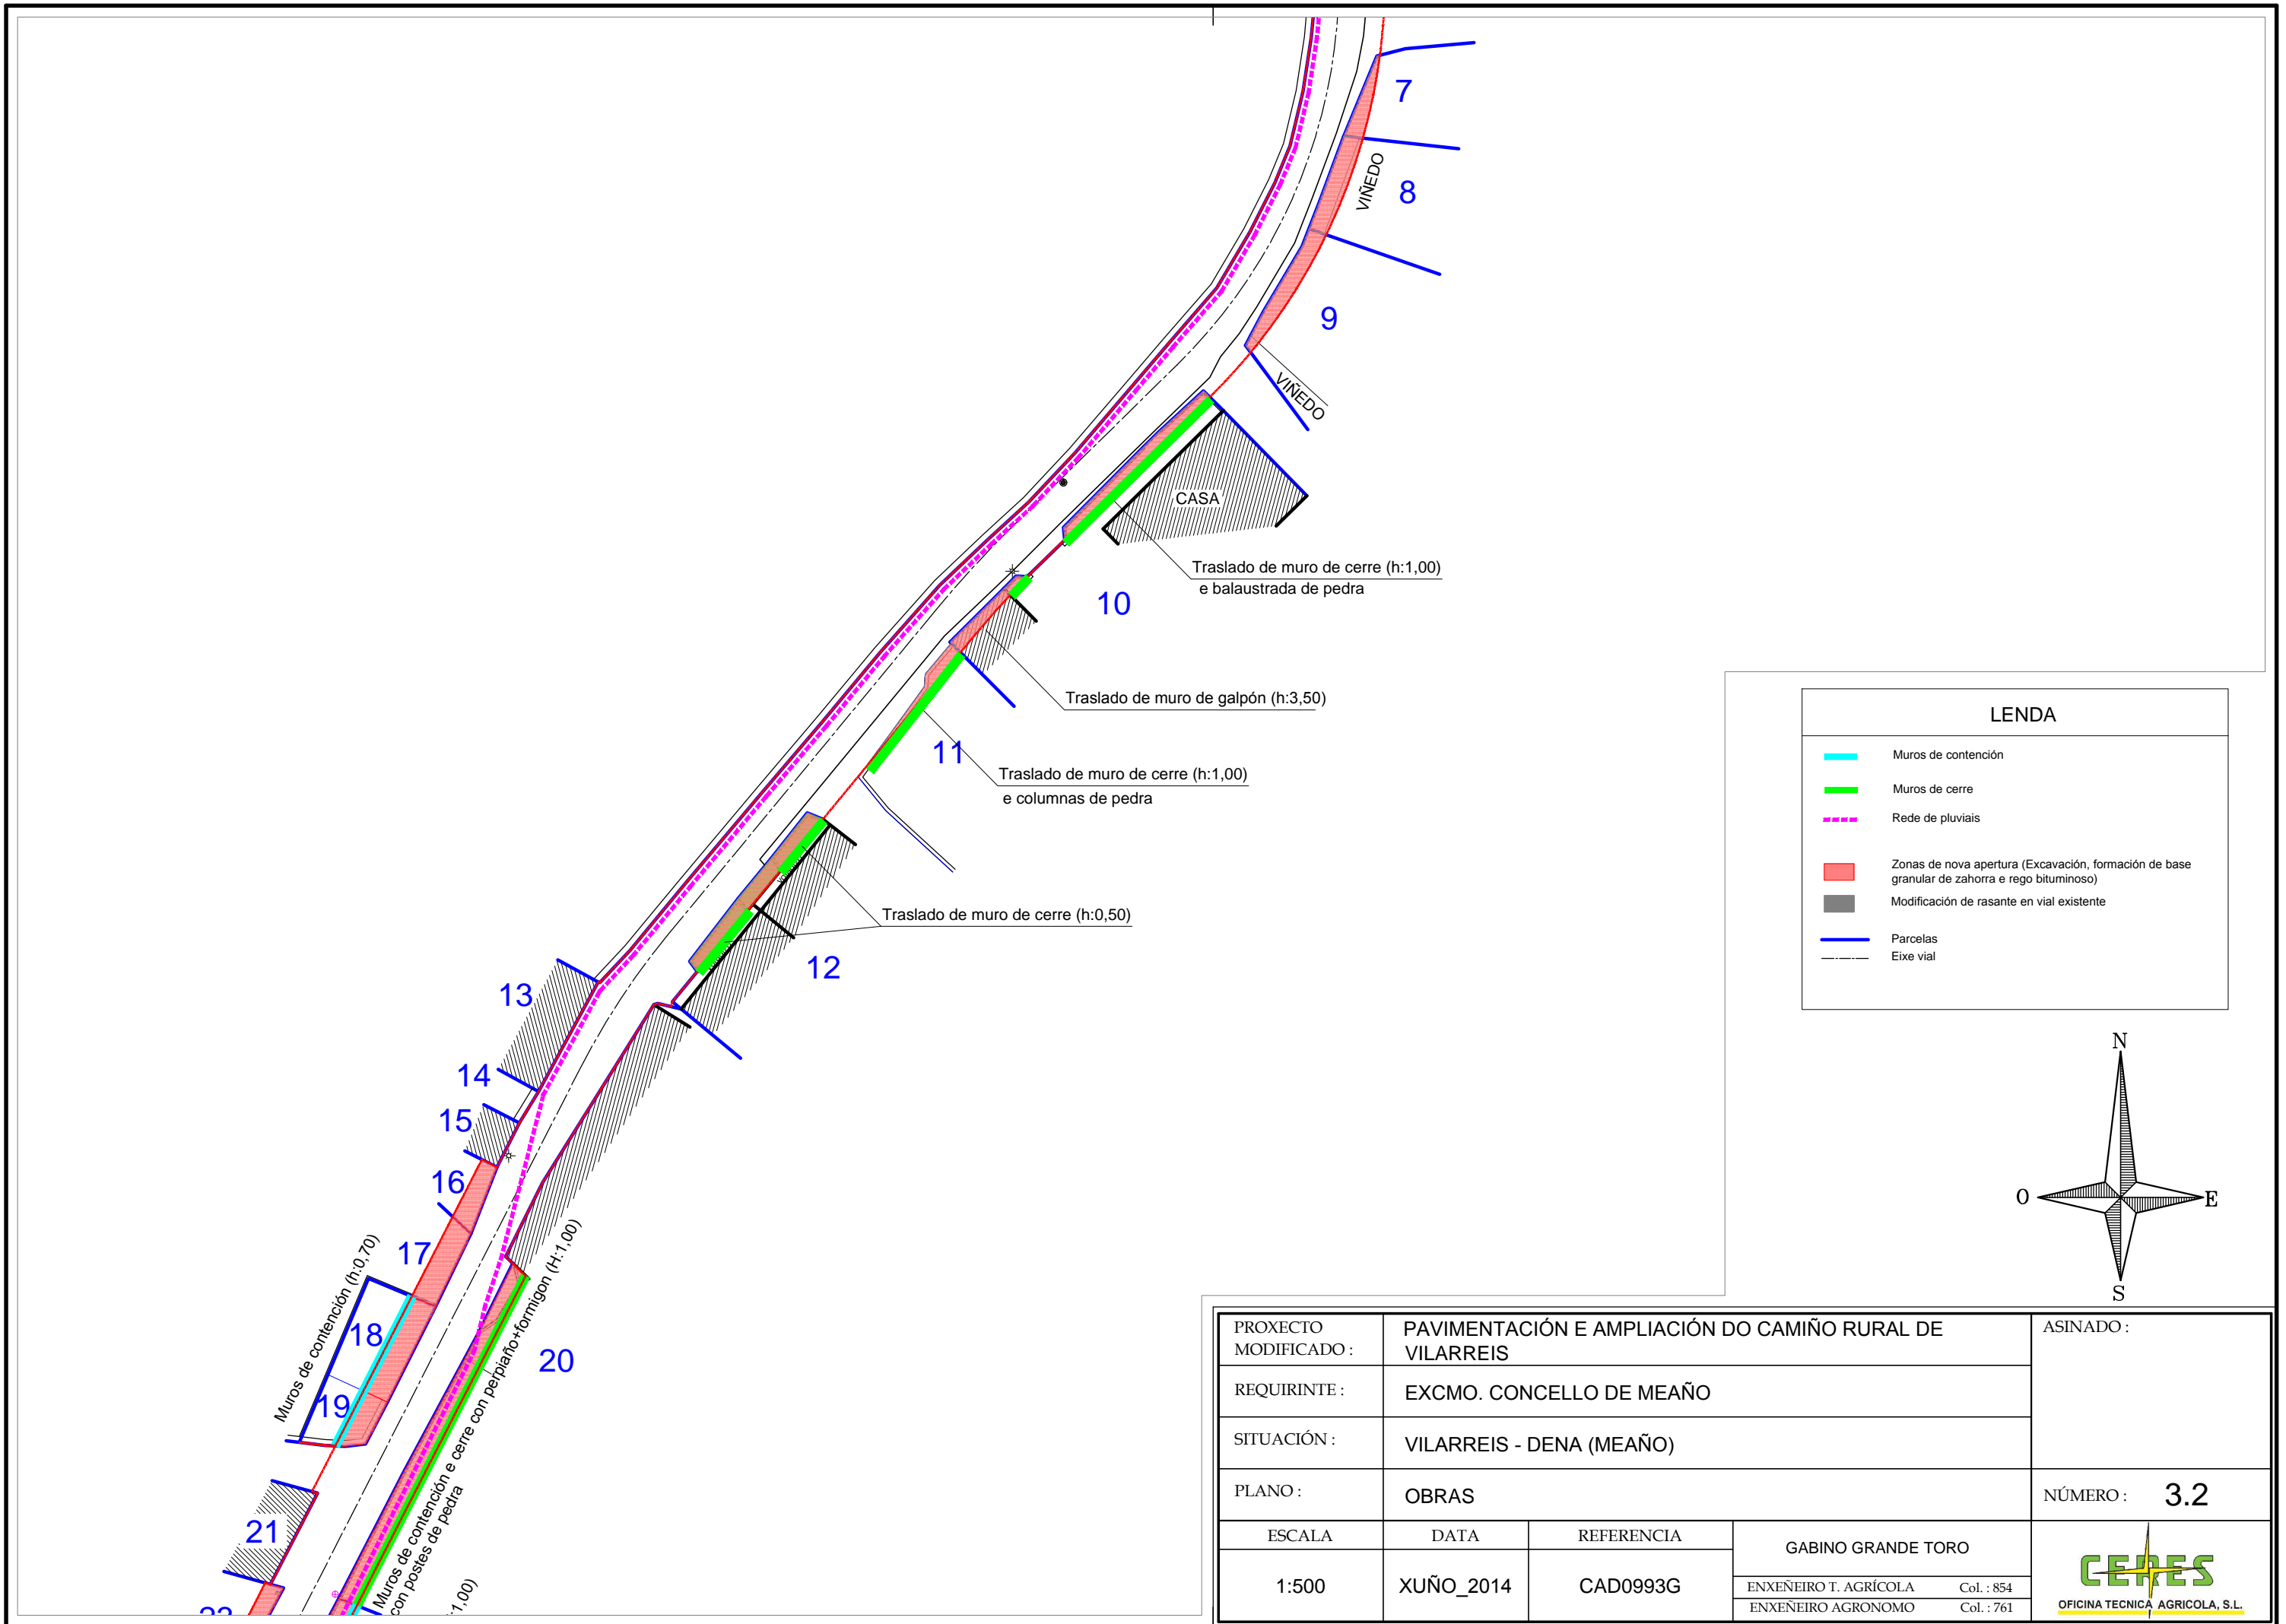 7
VIÑEDO
8
9
VIÑEDO
CASA
Traslado de muro de cerre (h:1,00)
e balaustrada de pedra
10
Traslado de muro de galpón (h:3,50)
11
Traslado de muro de cerre (h:1,00)
e columnas de pedra
Traslado de muro de cerre (h:0,50)
12
13
14
15
16
17
Muros de contención (h:0,70)
18
19
20
Muros de contención e cerre con perpiaño+formigon (H:1,00)
con postes de pedra
21
:1,00)
LENDA
Muros de contención
Muros de cerre
Rede de pluviais
Zonas de nova apertura (Excavación, formación de base
granular de zahorra e rego bituminoso)
Modificación de rasante en vial existente
Parcelas
Eixe vial
N
O
E
S
PROXECTO
MODIFICADO :
PAVIMENTACIÓN E AMPLIACIÓN DO CAMIÑO RURAL DE
VILARREIS
ASINADO :
REQUIRINTE :
EXCMO. CONCELLO DE MEAÑO
SITUACIÓN :
VILARREIS - DENA (MEAÑO)
PLANO :
OBRAS
NÚMERO : 3.2
ESCALA
DATA
REFERENCIA
GABINO GRANDE TORO
1:500
XUÑO_2014
CAD0993G
ENXEÑEIRO T. AGRÍCOLA Col. : 854
ENXEÑEIRO AGRONOMO Col. : 761
CERES
OFICINA TECNICA AGRICOLA, S.L.